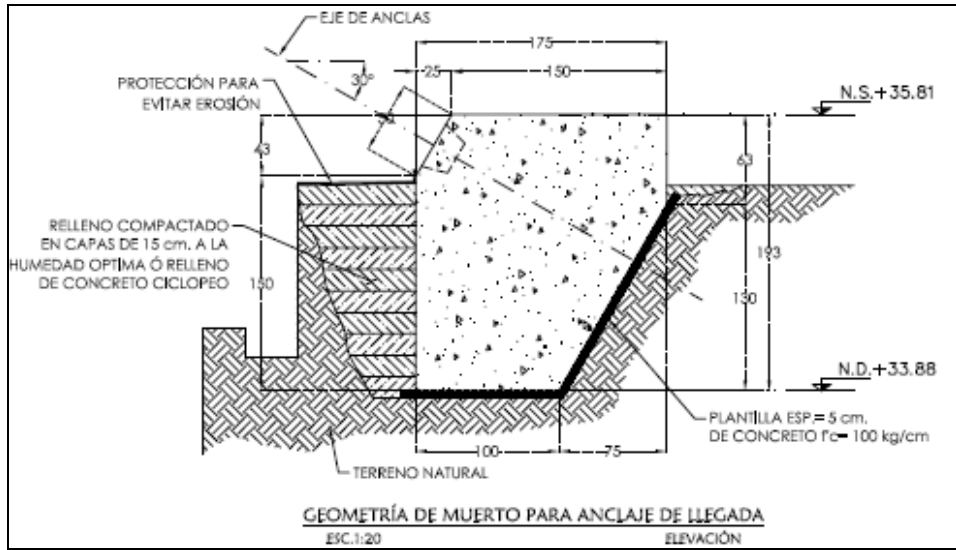 EJE DE ANCLAS
175
25
150
30°
PROTECCIÓN PARA
EVITAR EROSIÓN
N.S.+35.81
63
63
RELLENO COMPACTADO
EN CAPAS DE 15 cm. A LA
HUMEDAD OPTIMA Ó RELLENO
DE CONCRETO CICLOPEO
150
193
130
N.D.+33.88
PLANTILLA ESP.= 5 cm.
DE CONCRETO f'c= 100 kg/cm
100
75
TERRENO NATURAL
GEOMETRÍA DE MUERTO PARA ANCLAJE DE LLEGADA
ESC.1:20
ELEVACIÓN